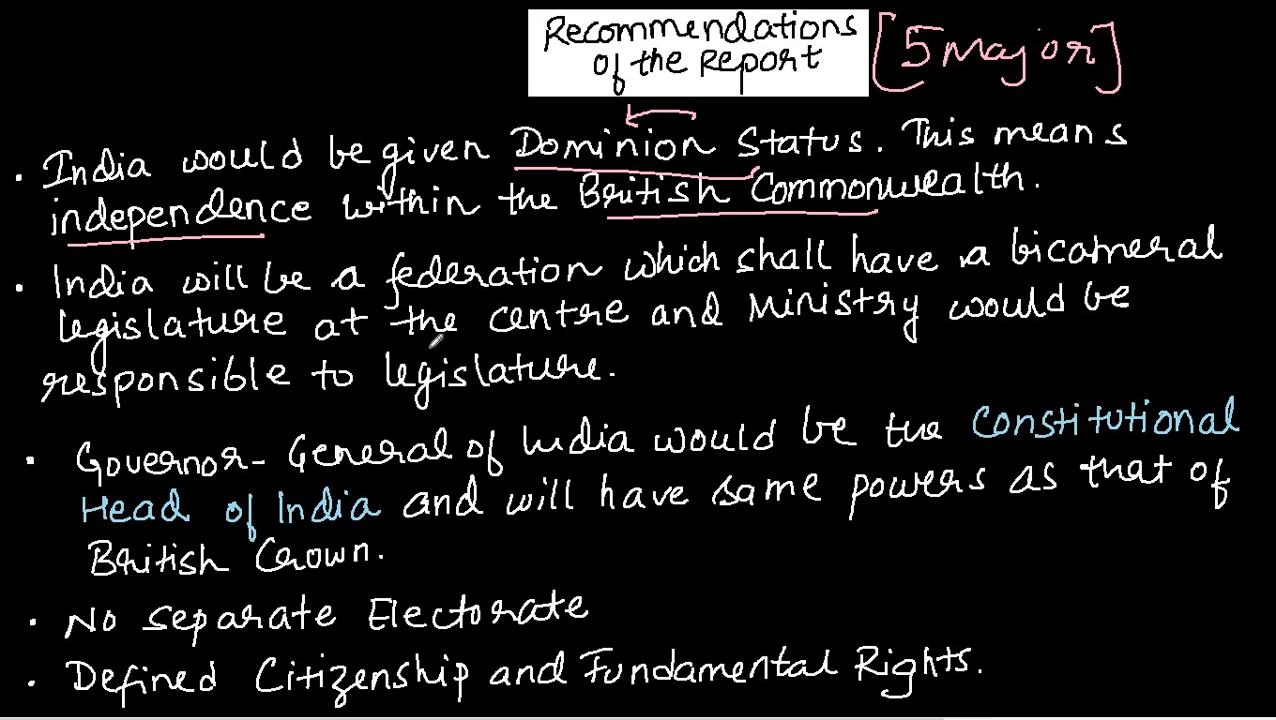 Recommendations
of the Report
[5 Major]
. India would be given Dominion Status. This means
independence within the British Commonwealth.
. India will be a federation which shall have a bicameral
legislature at the centre and Ministry would be
responsible to legislature.
. Governor-General of India would be the Constitutional
Head of India and will have same powers as that of
British Crown.
. No separate Electorate
. Defined Citizenship and Fundamental Rights.